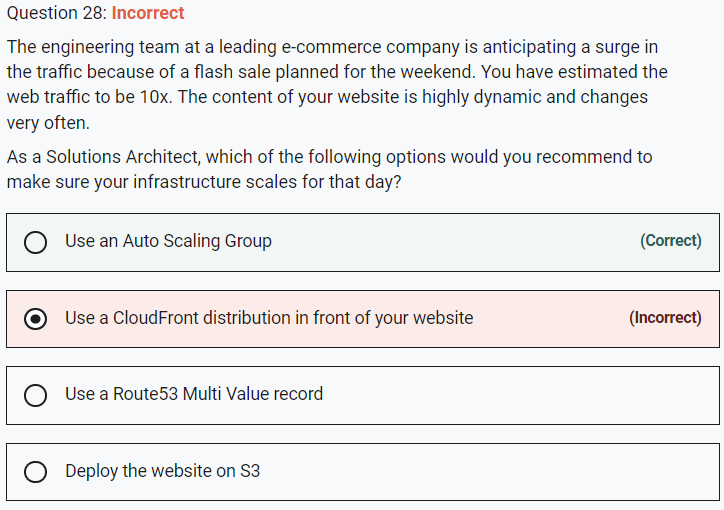 Question 28: Incorrect
The engineering team at a leading e-commerce company is anticipating a surge in
the traffic because of a flash sale planned for the weekend. You have estimated the
web traffic to be 10x. The content of your website is highly dynamic and changes
very often.
As a Solutions Architect, which of the following options would you recommend to
make sure your infrastructure scales for that day?
Use an Auto Scaling Group (Correct)
Use a CloudFront distribution in front of your website (Incorrect)
Use a Route53 Multi Value record
Deploy the website on S3